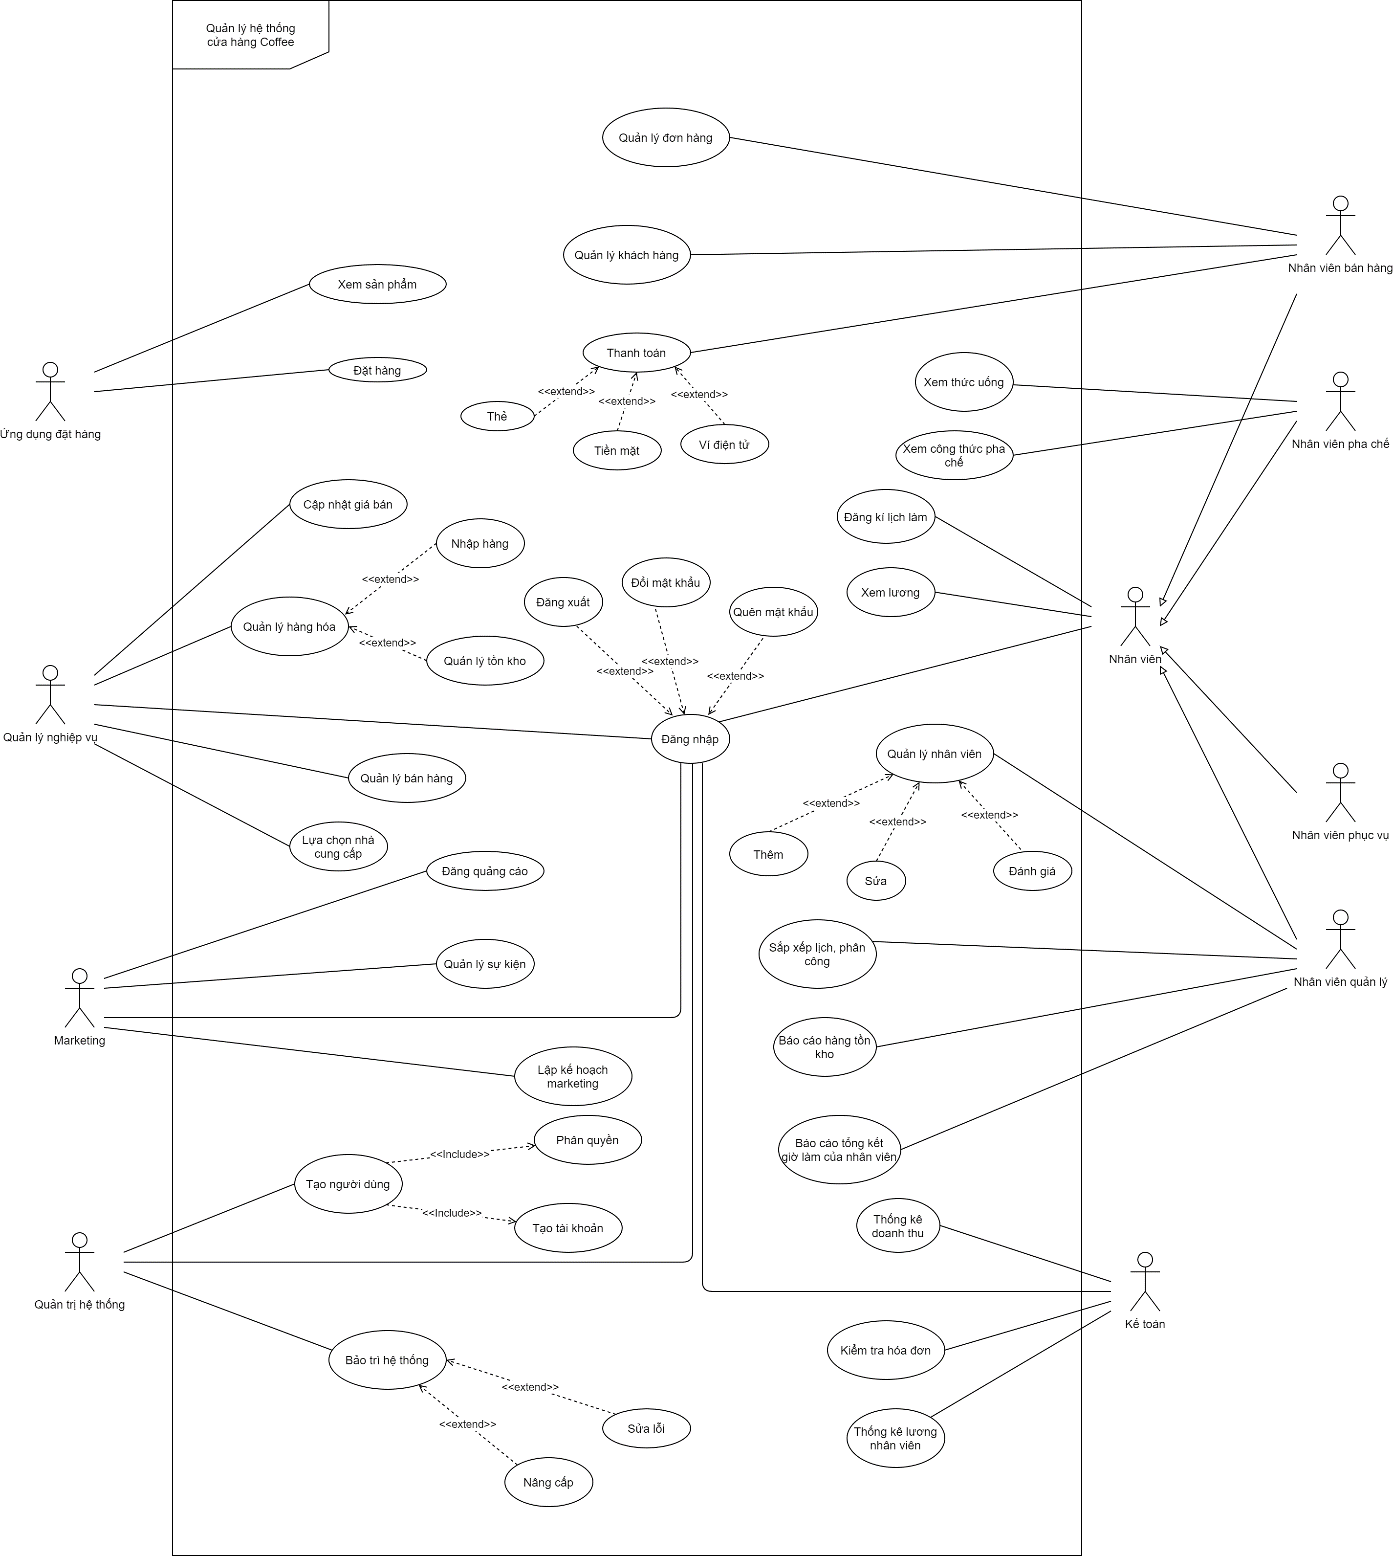 Quản lý hệ thống
cửa hàng Coffee
Quản lý đơn hàng
Quản lý khách hàng
Nhân viên bán hàng
Xem sản phẩm
Đặt hàng
Ứng dụng đặt hàng
Thanh toán
<<extend>>
<<extend>>
<<extend>>
Thẻ
Tiền mặt
Ví điện tử
Xem thức uống
Xem công thức pha
chế
Nhân viên pha chế
Cập nhật giá bán
Nhập hàng
<<extend>>
Quản lý hàng hóa
<<extend>>
Quản lý tồn kho
Đăng kí lịch làm
Xem lương
Nhân viên
Đăng xuất
Đổi mật khẩu
Quên mật khẩu
<<extend>>
<<extend>>
<<extend>>
Đăng nhập
Quản lý nghiệp vụ
Quản lý bán hàng
Lựa chọn nhà
cung cấp
Quản lý nhân viên
<<extend>>
<<extend>>
<<extend>>
Thêm
Sửa
Đánh giá
Nhân viên phục vụ
Đăng quảng cáo
Quản lý sự kiện
Marketing
Lập kế hoạch
marketing
Sắp xếp lịch, phân
công
Nhân viên quản lý
Báo cáo hàng tồn
kho
Báo cáo tổng kết
giờ làm của nhân viên
Phân quyền
<<Include>>
Tạo người dùng
<<Include>>
Tạo tài khoản
Quản trị hệ thống
Thống kê
doanh thu
Kế toán
Kiểm tra hóa đơn
Thống kê lương
nhân viên
Bảo trì hệ thống
<<extend>>
<<extend>>
Sửa lỗi
Nâng cấp